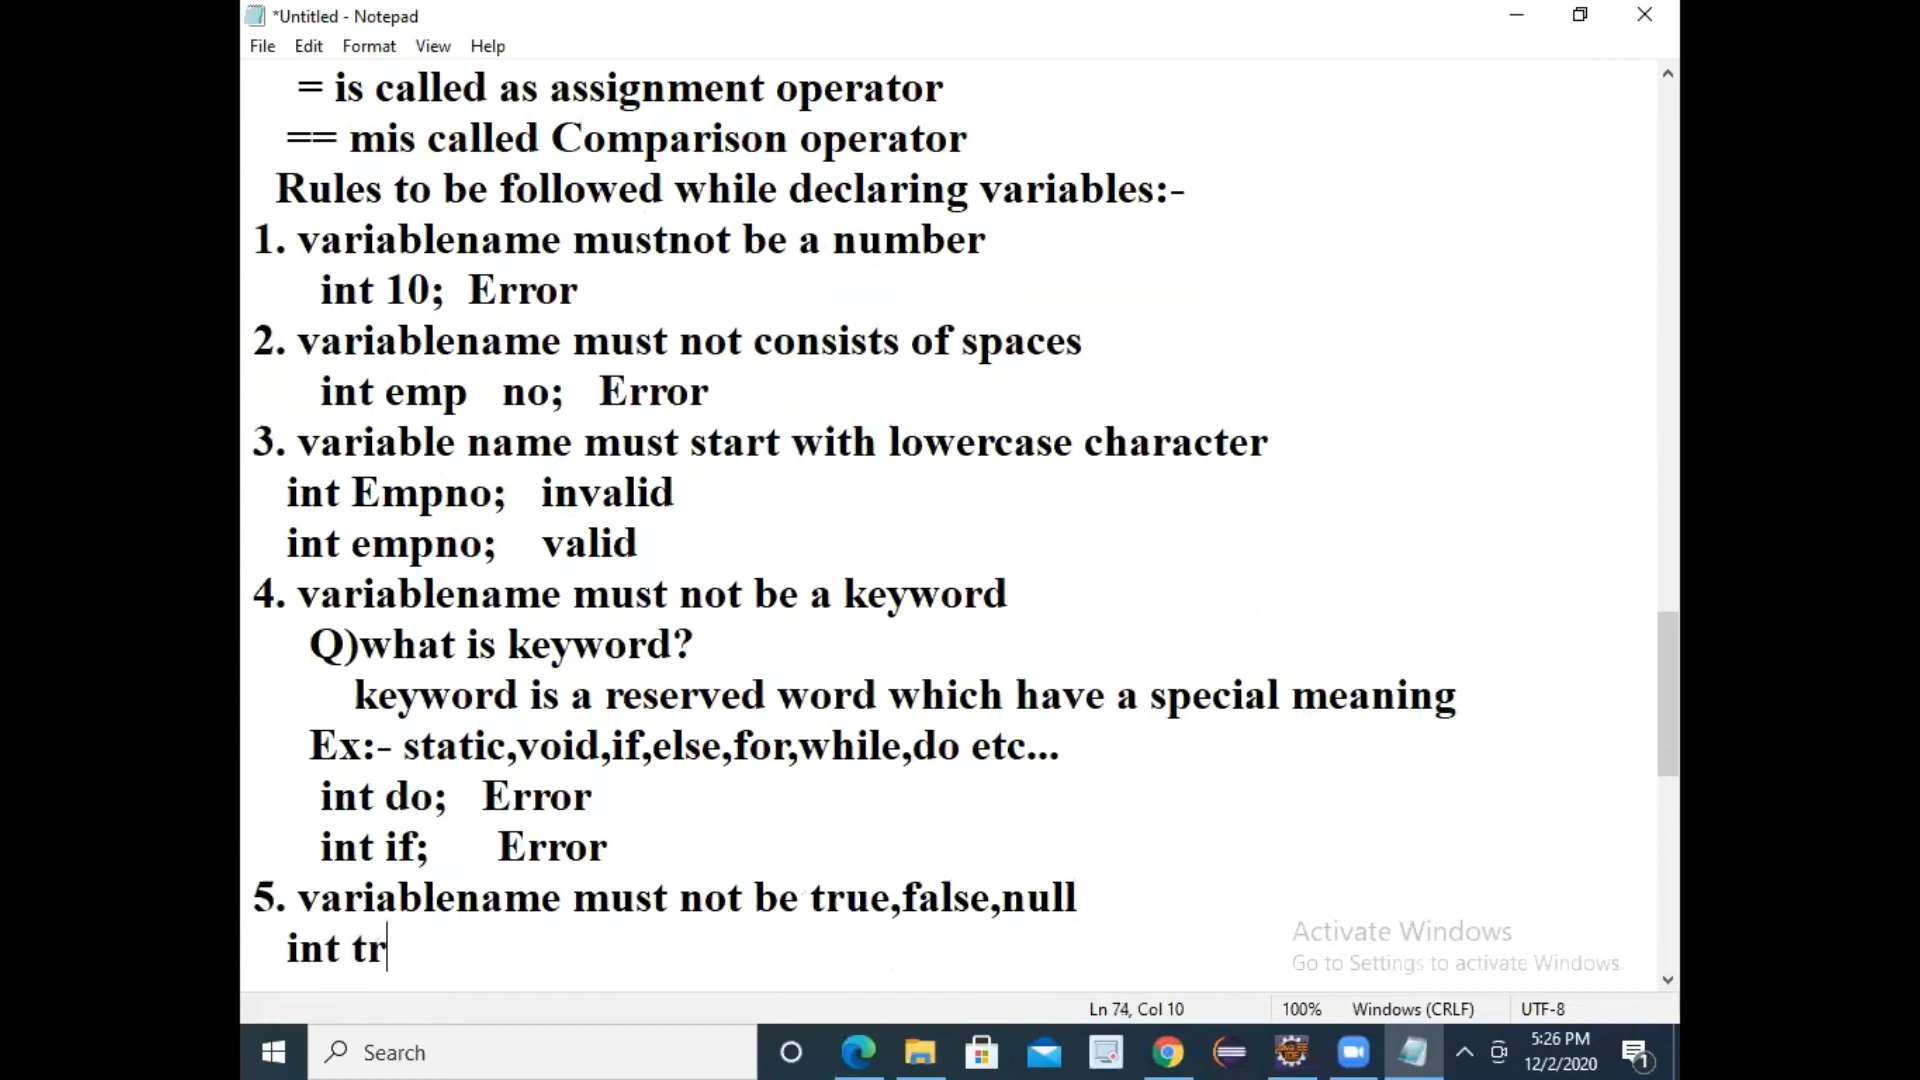 *Untitled - Notepad
File Edit Format View Help
= is called as assignment operator
== mis called Comparison operator
Rules to be followed while declaring variables:-
1. variablename mustnot be a number
int 10; Error
2. variablename must not consists of spaces
int emp no; Error
3. variable name must start with lowercase character
int Empno; invalid
int empno; valid
4. variablename must not be a keyword
Q)what is keyword?
keyword is a reserved word which have a special meaning
Ex:- static,void,if,else,for,while,do etc...
int do; Error
int if; Error
5. variablename must not be true,false,null
int tr
Activate Windows
Go to Settings to activate Windows.
Ln 74, Col 10 100% Windows (CRLF) UTF-8
Search
5:26 PM
12/2/2020
1